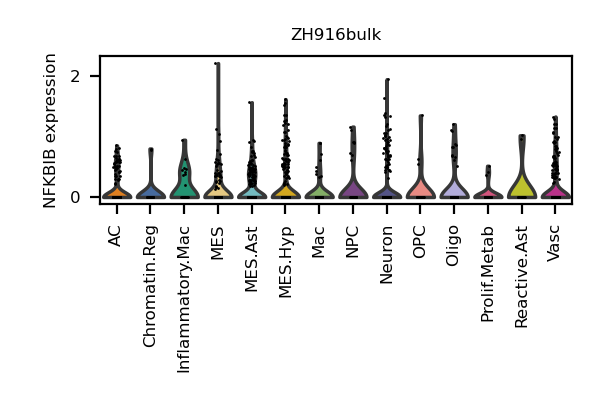 ZH916bulk
NFKBIB expression
2
0
AC
Chromatin.Reg
Inflammatory.Mac
MES
MES.Ast
MES.Hyp
Mac
NPC
Neuron
OPC
Oligo
Prolif.Metab
Reactive.Ast
Vasc